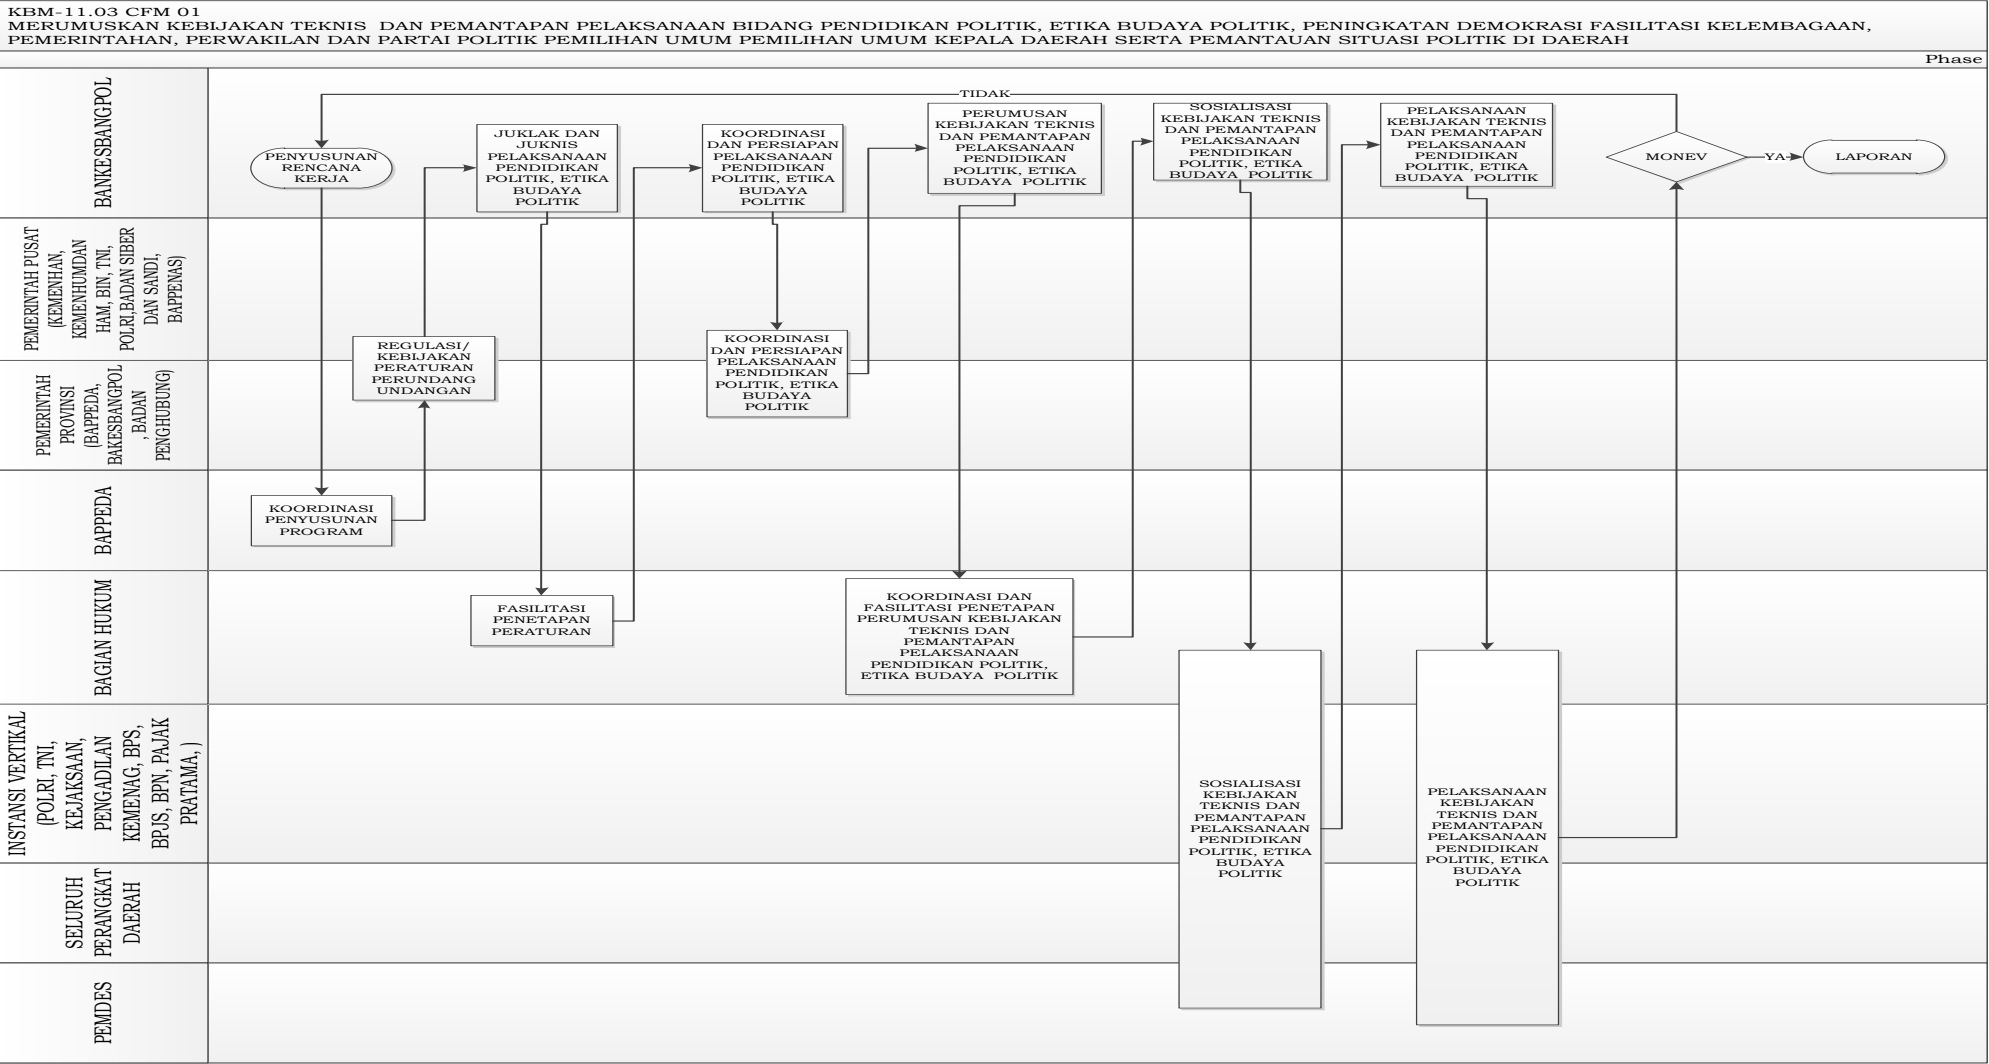 KBM-11.03 CFM 01
MERUMUSKAN KEBIJAKAN TEKNIS DAN PEMANTAPAN PELAKSANAAN BIDANG PENDIDIKAN POLITIK, ETIKA BUDAYA POLITIK, PENINGKATAN DEMOKRASI FASILITASI KELEMBAGAAN,
PEMERINTAHAN, PERWAKILAN DAN PARTAI POLITIK PEMILIHAN UMUM PEMILIHAN UMUM KEPALA DAERAH SERTA PEMANTAUAN SITUASI POLITIK DI DAERAH
Phase
BANKESBANGPOL
TIDAK
PENYUSUNAN
RENCANA
KERJA
JUKLAK DAN
JUKNIS
PELAKSANAAN
PENDIDIKAN
POLITIK, ETIKA
BUDAYA
POLITIK
KOORDINASI
DAN PERSIAPAN
PELAKSANAAN
PENDIDIKAN
POLITIK, ETIKA
BUDAYA
POLITIK
PERUMUSAN
KEBIJAKAN TEKNIS
DAN PEMANTAPAN
PELAKSANAAN
PENDIDIKAN
POLITIK, ETIKA
BUDAYA POLITIK
SOSIALISASI
KEBIJAKAN TEKNIS
DAN PEMANTAPAN
PELAKSANAAN
PENDIDIKAN
POLITIK, ETIKA
BUDAYA POLITIK
PELAKSANAAN
KEBIJAKAN TEKNIS
DAN PEMANTAPAN
PELAKSANAAN
PENDIDIKAN
POLITIK, ETIKA
BUDAYA POLITIK
MONEV
YA
LAPORAN
PEMERINTAH PUSAT
(KEMENHAN,
KEMENHUMDAN
HAM, BIN, TNI,
POLRI,BADAN SIBER
DAN SANDI,
BAPPENAS)
REGULASI/
KEBIJAKAN
PERATURAN
PERUNDANG
UNDANGAN
KOORDINASI
DAN PERSIAPAN
PELAKSANAAN
PENDIDIKAN
POLITIK, ETIKA
BUDAYA
POLITIK
PEMERINTAH
PROVINSI
(BAPPEDA,
BAKESBANGPOL
, BADAN
PENGHUBUNG)
BAPPEDA
KOORDINASI
PENYUSUNAN
PROGRAM
BAGIAN HUKUM
FASILITASI
PENETAPAN
PERATURAN
KOORDINASI DAN
FASILITASI PENETAPAN
PERUMUSAN KEBIJAKAN
TEKNIS DAN
PEMANTAPAN
PELAKSANAAN
PENDIDIKAN POLITIK,
ETIKA BUDAYA POLITIK
INSTANSI VERTIKAL
(POLRI, TNI,
KEJAKSAAN,
PENGADILAN
KEMENAG, BPS,
BPJS, BPN, PAJAK
PRATAMA, )
SOSIALISASI
KEBIJAKAN
TEKNIS DAN
PEMANTAPAN
PELAKSANAAN
PENDIDIKAN
POLITIK, ETIKA
BUDAYA
POLITIK
PELAKSANAAN
KEBIJAKAN
TEKNIS DAN
PEMANTAPAN
PELAKSANAAN
PENDIDIKAN
POLITIK, ETIKA
BUDAYA
POLITIK
SELURUH
PERANGKAT
DAERAH
PEMDES